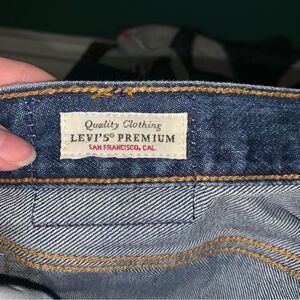 Quality Clothing
LEVI'S® PREMIUM
SAN FRANCISCO, CAL.